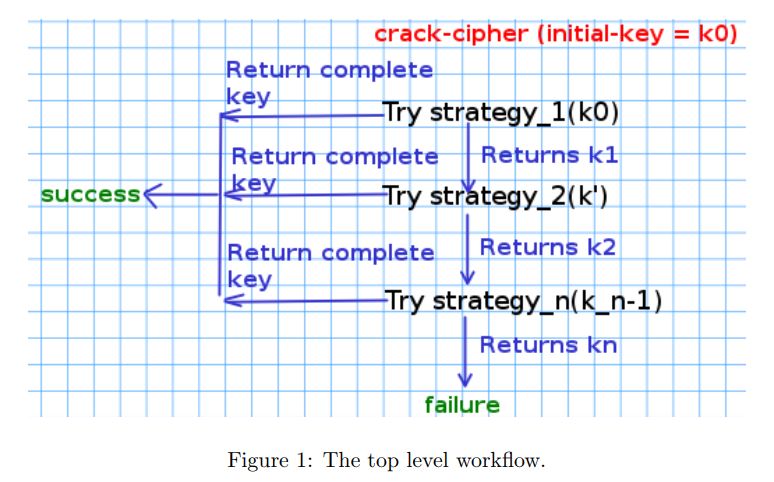 crack-cipher (initial-key = k0)
Return complete
key
Try strategy_1(k0)
Returns k1
Return complete
key
success
Try strategy_2(k')
Returns k2
Return complete
key
Try strategy_n(k_n-1)
Returns kn
failure
Figure 1: The top level workflow.